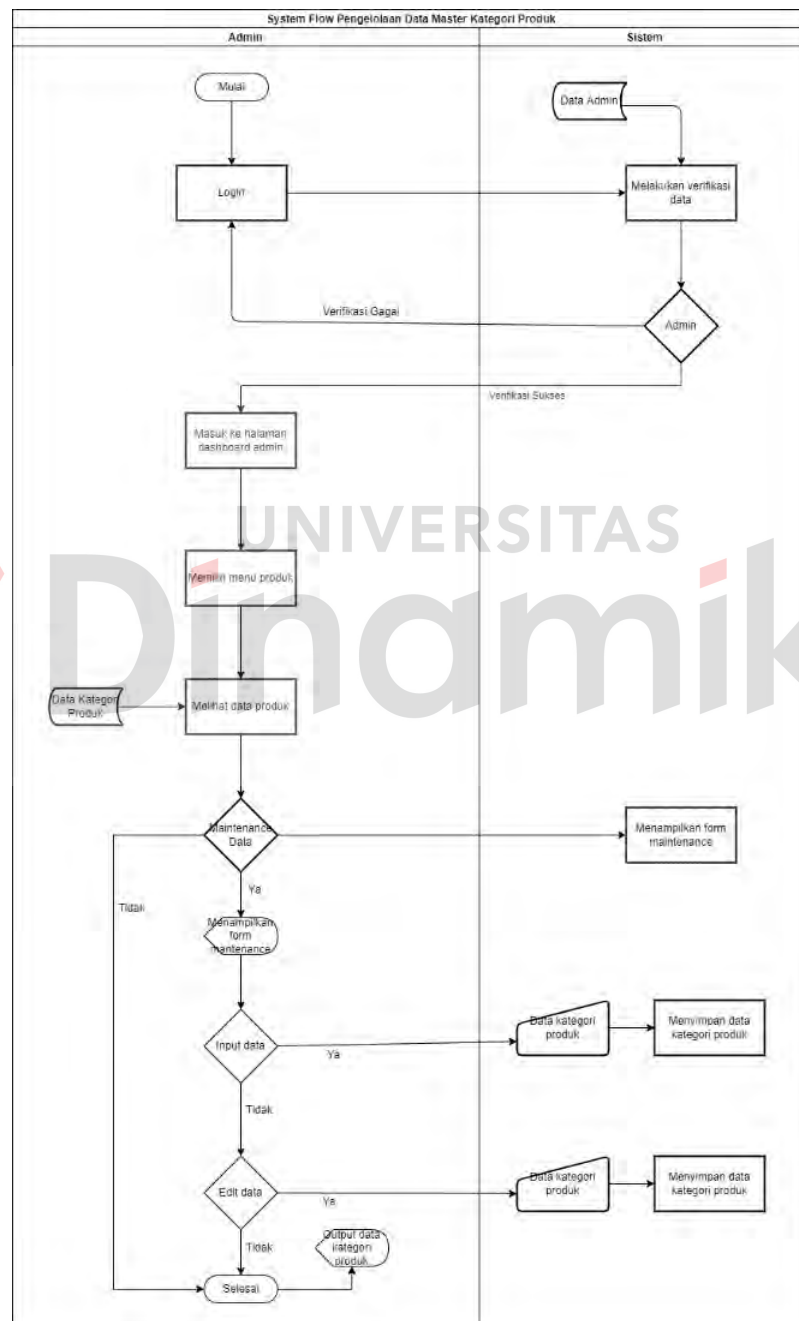 System Flow Pengelolaan Data Master Kategori Produk
Admin
Sistem
Mulai
Data Admin
Login
Melakukan verifikasi
data
Verifikasi Gagal
Admin
Verifikasi Sukses
Masuk ke halaman
dashboard admin
UNIVERSITAS
Dinamik
Memilih menu produk
Data Kategori
Produk
Melihat data produk
Maintenance
Data
Menampilkan form
maintenance
Ya
Tidak
Menampilkan
form
mantenance
Input data
Ya
Data kategori
produk
Menyimpan data
kategori produk
Tidak
Edit data
Ya
Data kategori
produk
Menyimpan data
kategori produk
Tidak
Output data
kategori
produk
Selesai